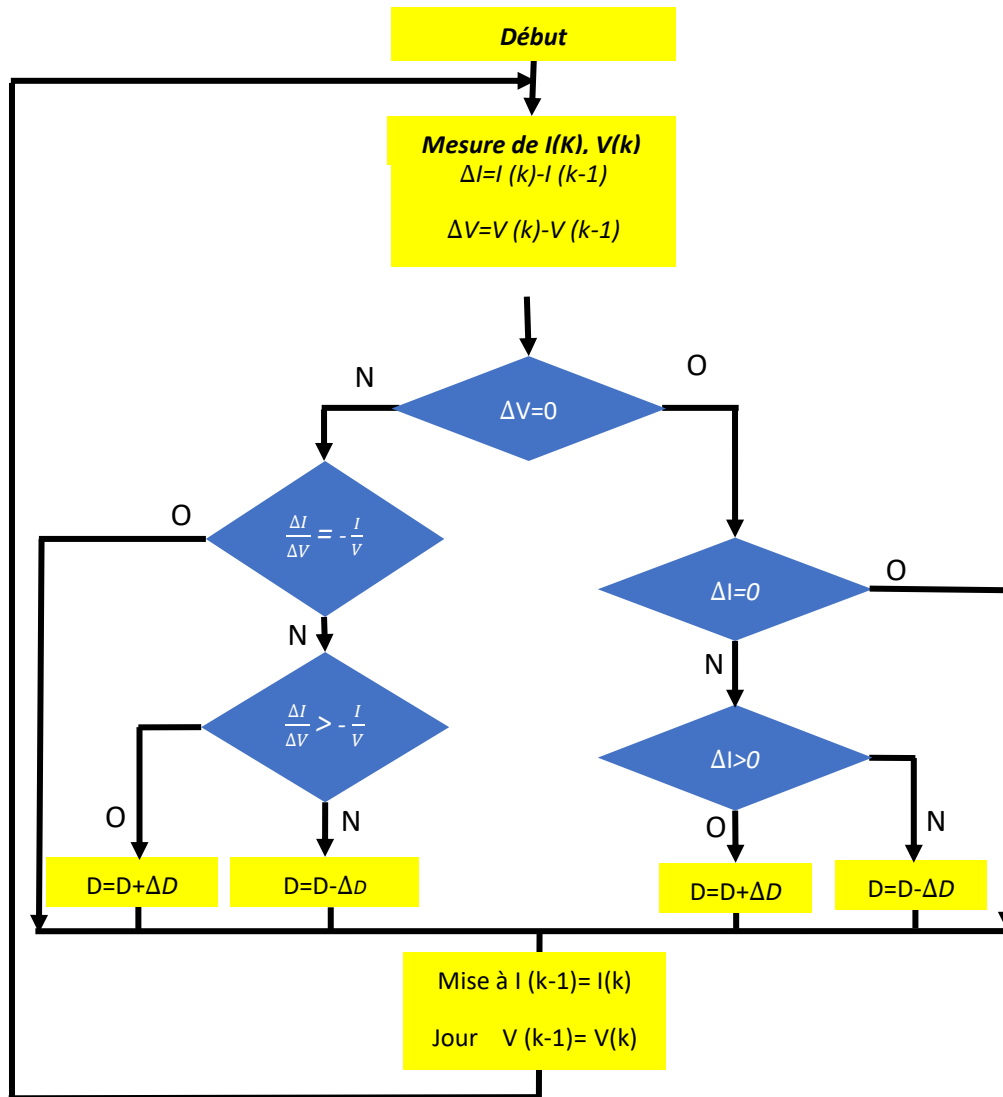 Début
Mesure de I(K), V(k)
ΔI=I (k)-I (k-1)
ΔV=V (k)-V (k-1)
N
O
ΔV=0
O
ΔI/ΔV = - I/V
ΔI=0
O
N
N
ΔI/ΔV > - I/V
ΔI>0
O
N
O
N
D=D+ΔD
D=D-ΔD
D=D+ΔD
D=D-ΔD
Mise à I (k-1)= I(k)
Jour V (k-1)= V(k)